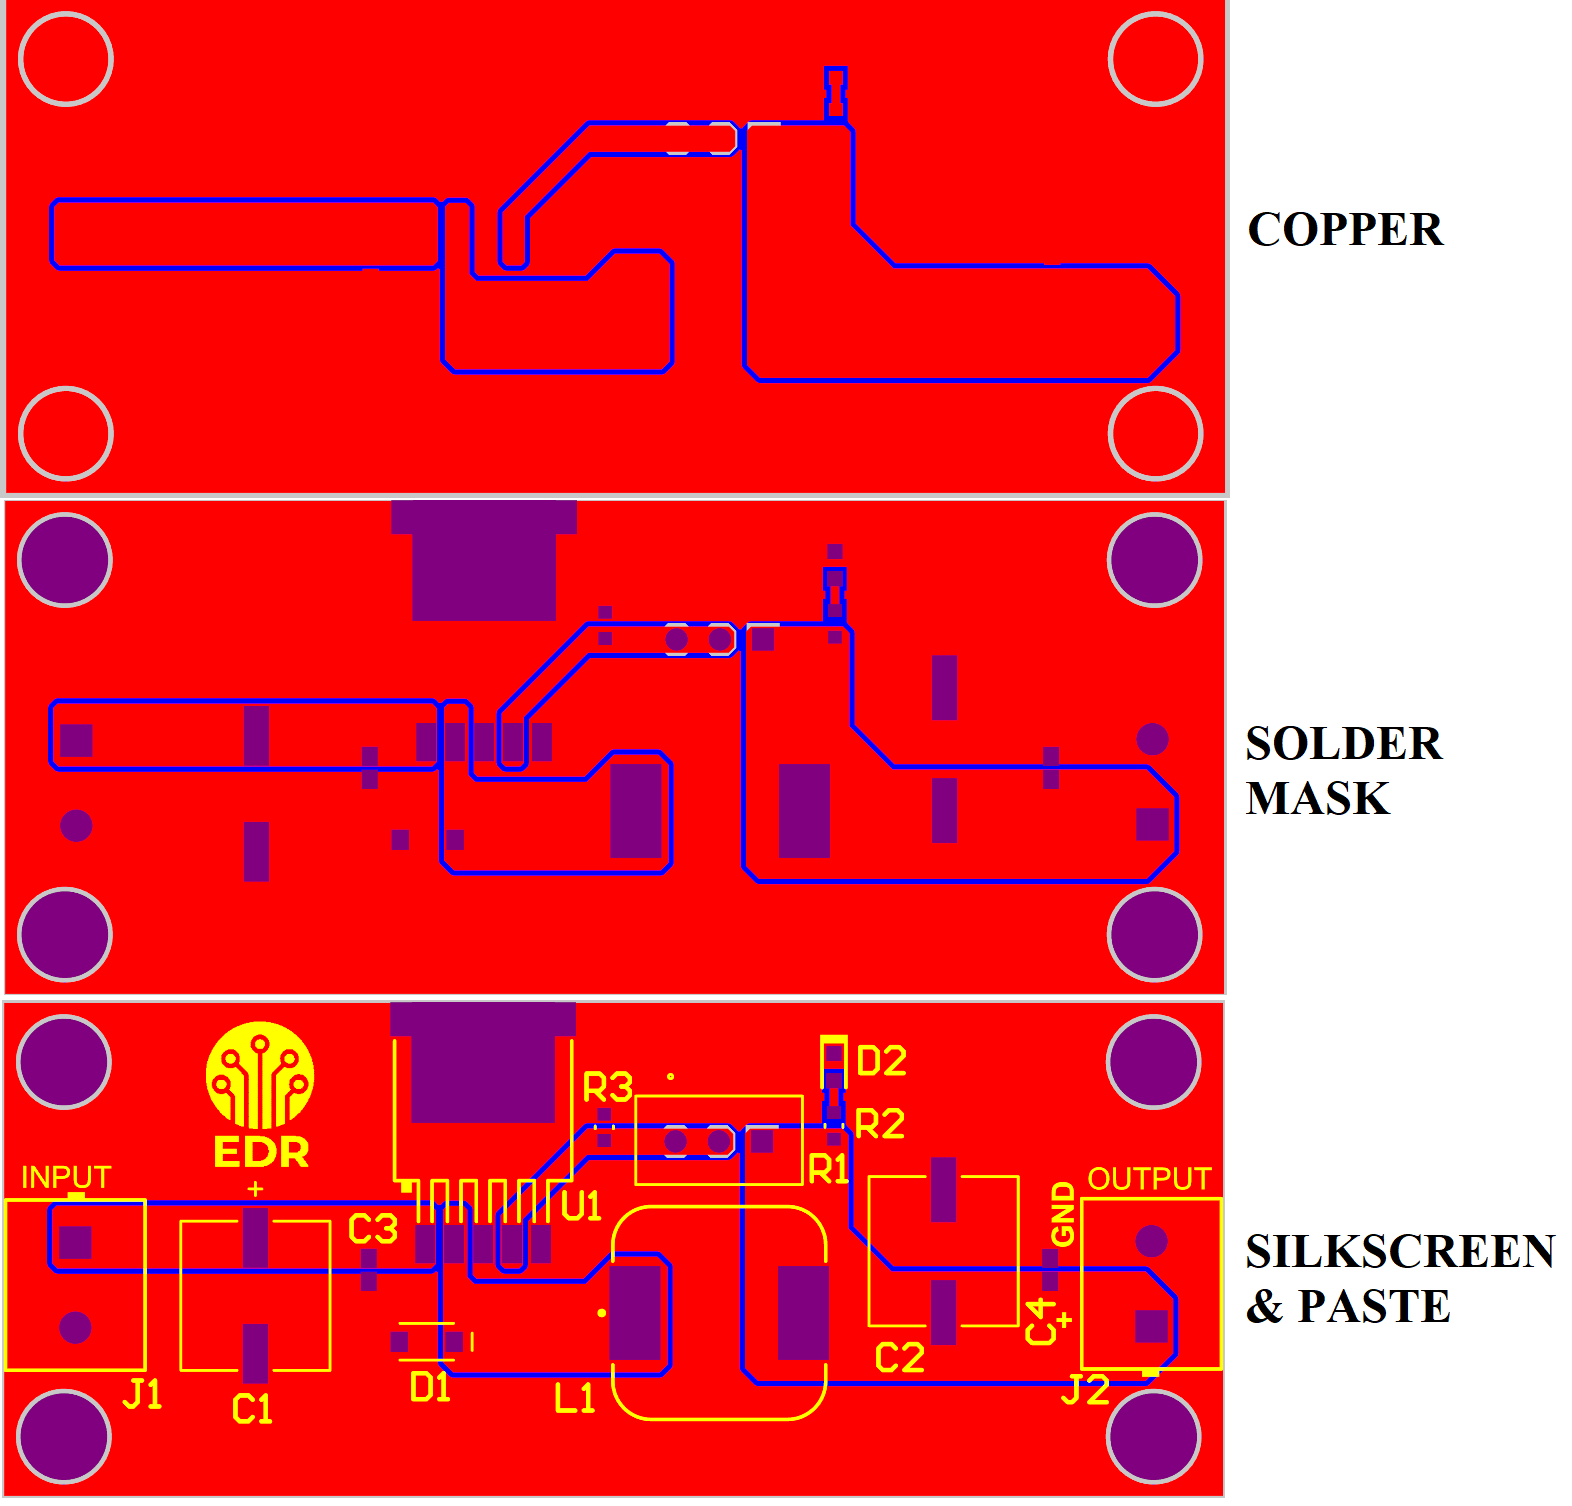 COPPER
SOLDER
MASK
EDR
INPUT
+
J1
C1
C3
D1
U1
R3
L1
D2
R2
R1
C2
GND
C4
+
OUTPUT
J2
SILKSCREEN
& PASTE